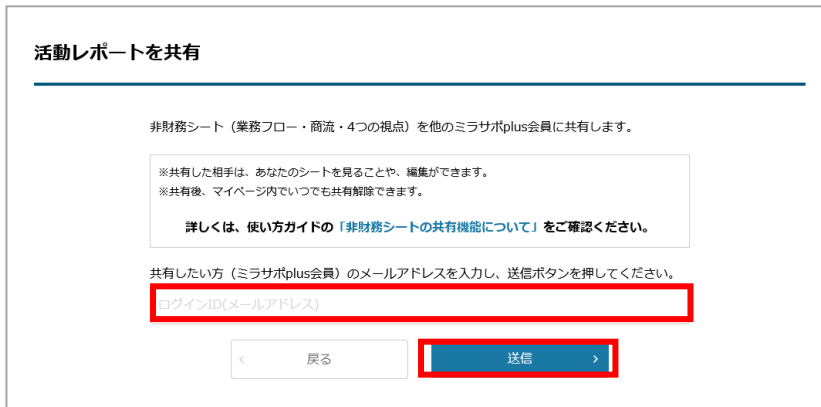 活動レポートを共有
非財務シート（業務フロー・商流・4つの視点）を他のミラサポplus会員に共有します。
※共有した相手は、あなたのシートを見ることや、編集ができます。
※共有後、マイページ内でいつでも共有解除できます。
詳しくは、使い方ガイドの「非財務シートの共有機能について」をご確認ください。
共有したい方（ミラサポplus会員）のメールアドレスを入力し、送信ボタンを押してください。
ログインID(メールアドレス)
戻る
送信